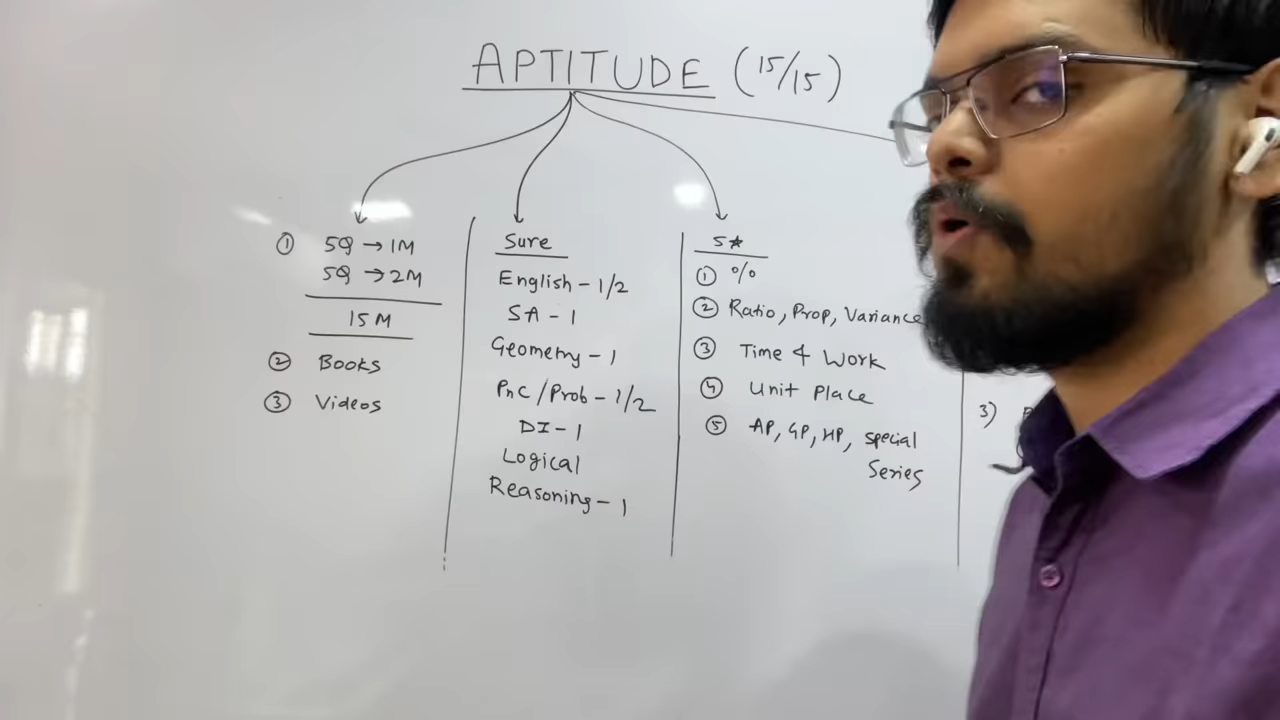 APTITUDE (15/15)
① 5Q → 1M
5Q → 2M
15M
② Books
③ Videos
Sure
English - 1/2
SA - 1
Geometry - 1
PnC / Prob - 1/2
DI - 1
Logical
Reasoning - 1
5★
① %
② Ratio, Prop, Variance
③ Time & Work
④ Unit Place
⑤ AP, GP, HP, special
Series
3)